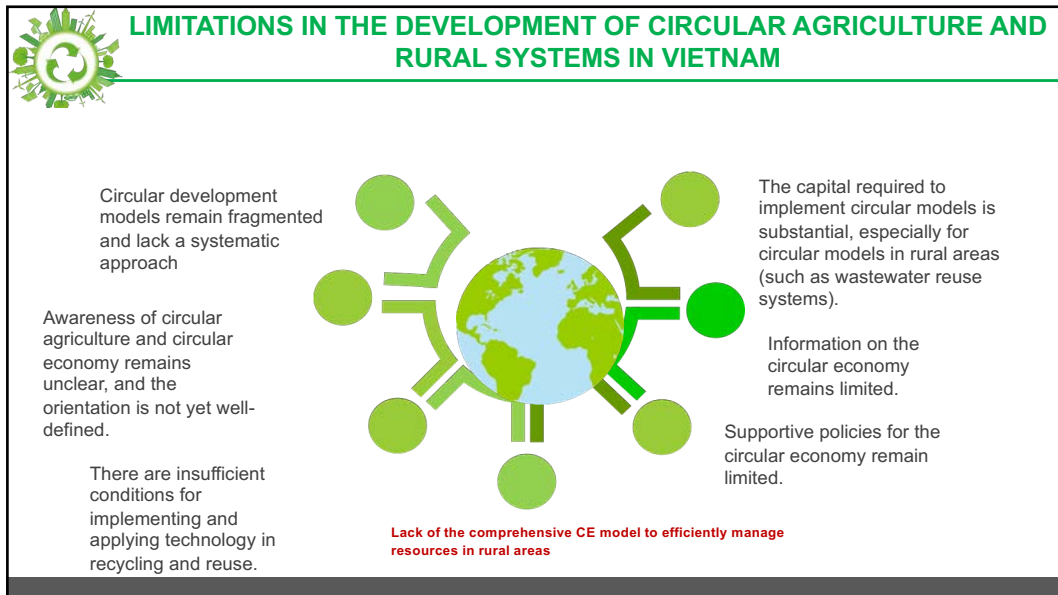 LIMITATIONS IN THE DEVELOPMENT OF CIRCULAR AGRICULTURE AND
RURAL SYSTEMS IN VIETNAM
Circular development
models remain fragmented
and lack a systematic
approach
Awareness of circular
agriculture and circular
economy remains
unclear, and the
orientation is not yet well-
defined.
There are insufficient
conditions for
implementing and
applying technology in
recycling and reuse.
Lack of the comprehensive CE model to efficiently manage
resources in rural areas
The capital required to
implement circular models is
substantial, especially for
circular models in rural areas
(such as wastewater reuse
systems).
Information on the
circular economy
remains limited.
Supportive policies for the
circular economy remain
limited.